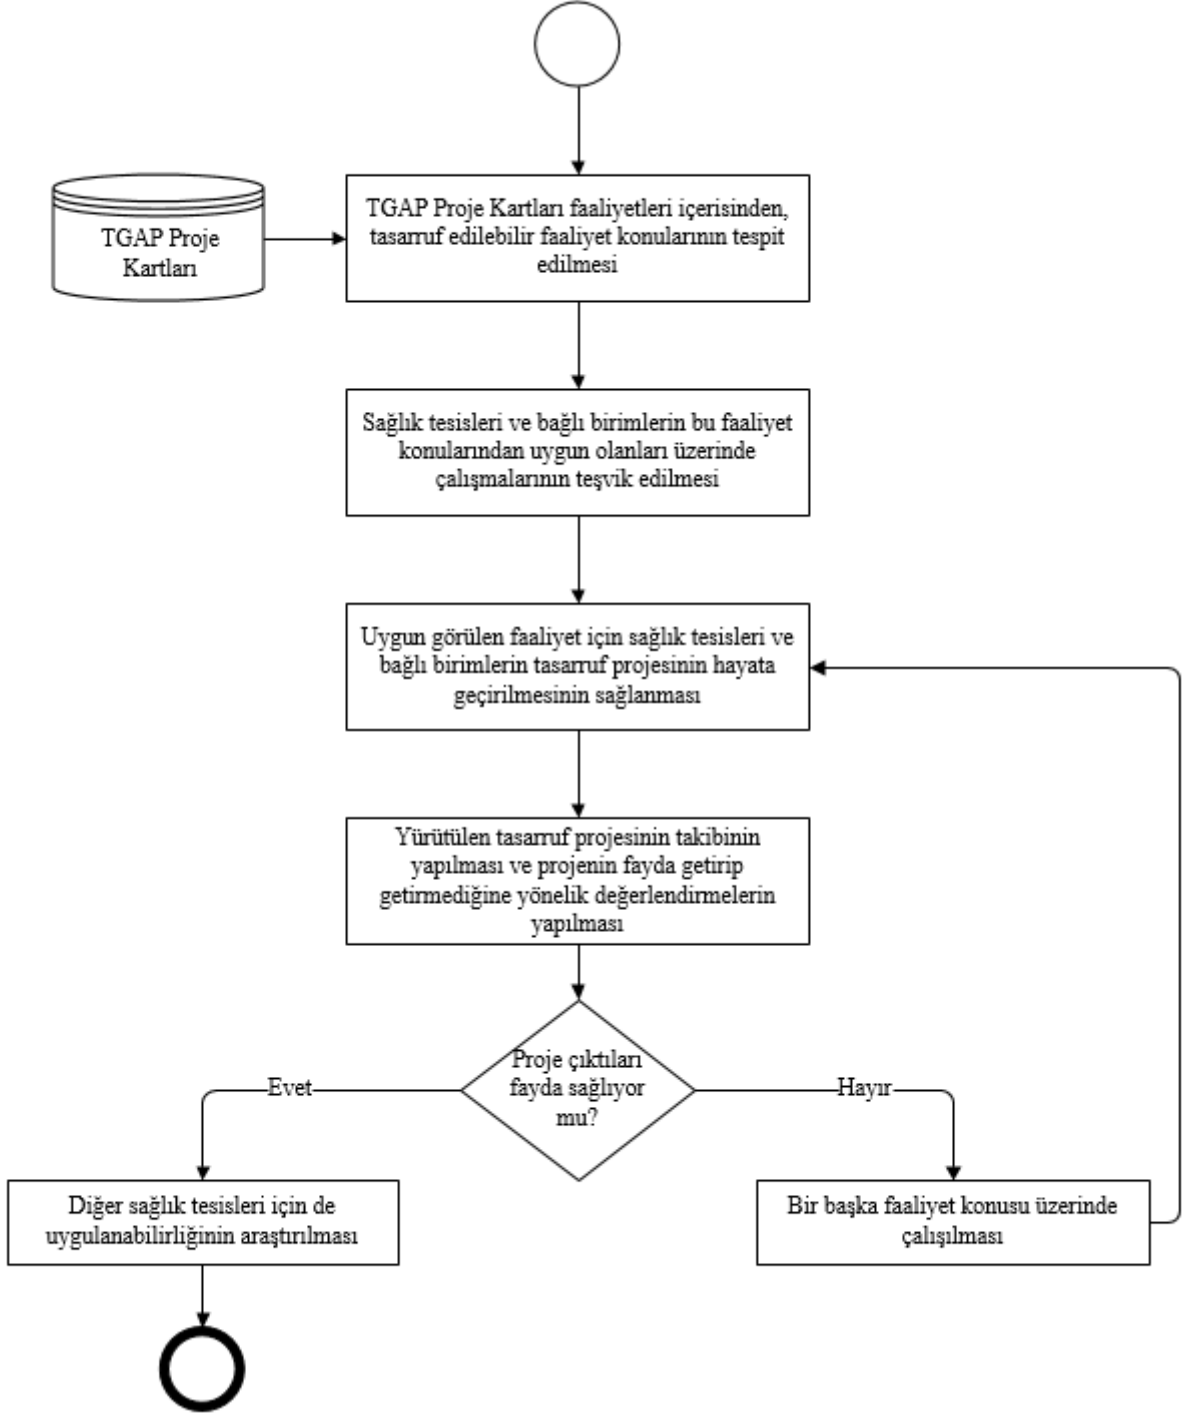 TGAP Proje
Kartları
TGAP Proje Kartları faaliyetleri içerisinden,
tasarruf edilebilir faaliyet konularının tespit
edilmesi
Sağlık tesisleri ve bağlı birimlerin bu faaliyet
konularından uygun olanları üzerinde
çalışmalarının teşvik edilmesi
Uygun görülen faaliyet için sağlık tesisleri ve
bağlı birimlerin tasarruf projesinin hayata
geçirilmesinin sağlanması
Yürütülen tasarruf projesinin takibinin
yapılması ve projenin fayda getirip
getirmediğine yönelik değerlendirmelerin
yapılması
Proje çıktıları
fayda sağlıyor
mu?
Evet
Hayır
Diğer sağlık tesisleri için de
uygulanabilirliğinin araştırılması
Bir başka faaliyet konusu üzerinde
çalışılması